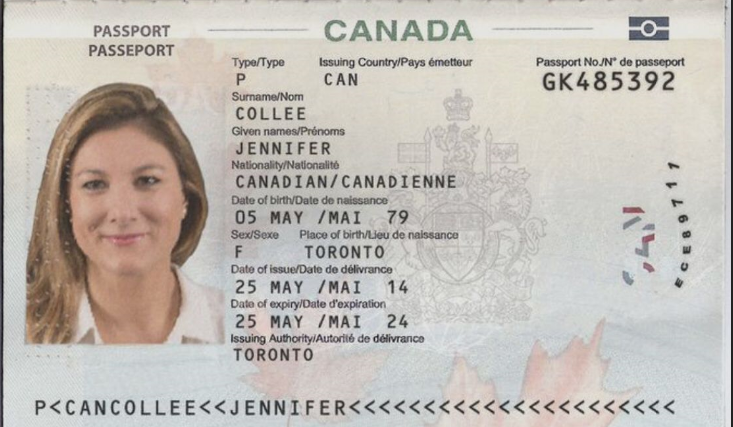 PASSPORT
PASSEPORT
CANADA
Type/Type Issuing Country/Pays émetteur Passport No./N° de passeport
P CAN GK485392
Surname/Nom
COLLEE
Given names/Prénoms
JENNIFER
Nationality/Nationalité
CANADIAN/CANADIENNE
Date of birth/Date de naissance
05 MAY /MAI 79
Sex/Sexe Place of birth/Lieu de naissance
F TORONTO
Date of issue/Date de délivrance
25 MAY /MAI 14
Date of expiry/Date d'expiration
25 MAY /MAI 24
Issuing Authority/Autorité de délivrance
TORONTO
CAN
ECE89711
P<CANCOLLEE<<JENNIFER<<<<<<<<<<<<<<<<<<<<<<<